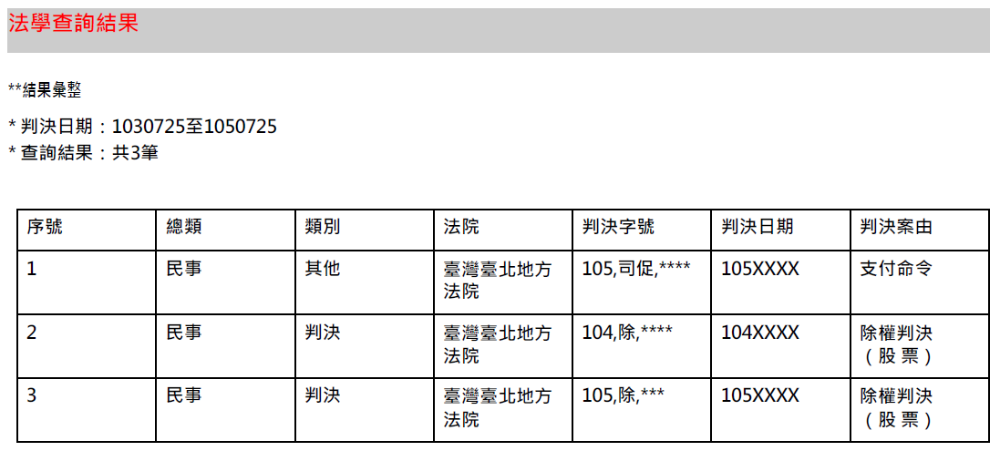 法學查詢結果
**結果彙整
* 判決日期：1030725至1050725
* 查詢結果：共3筆
序號 總類 類別 法院 判決字號 判決日期 判決案由
1 民事 其他 臺灣臺北地方 105,司促,**** 105XXXX 支付命令
法院
2 民事 判決 臺灣臺北地方 104,除,**** 104XXXX 除權判決
法院 （股 票）
3 民事 判決 臺灣臺北地方 105,除,*** 105XXXX 除權判決
法院 （股 票）